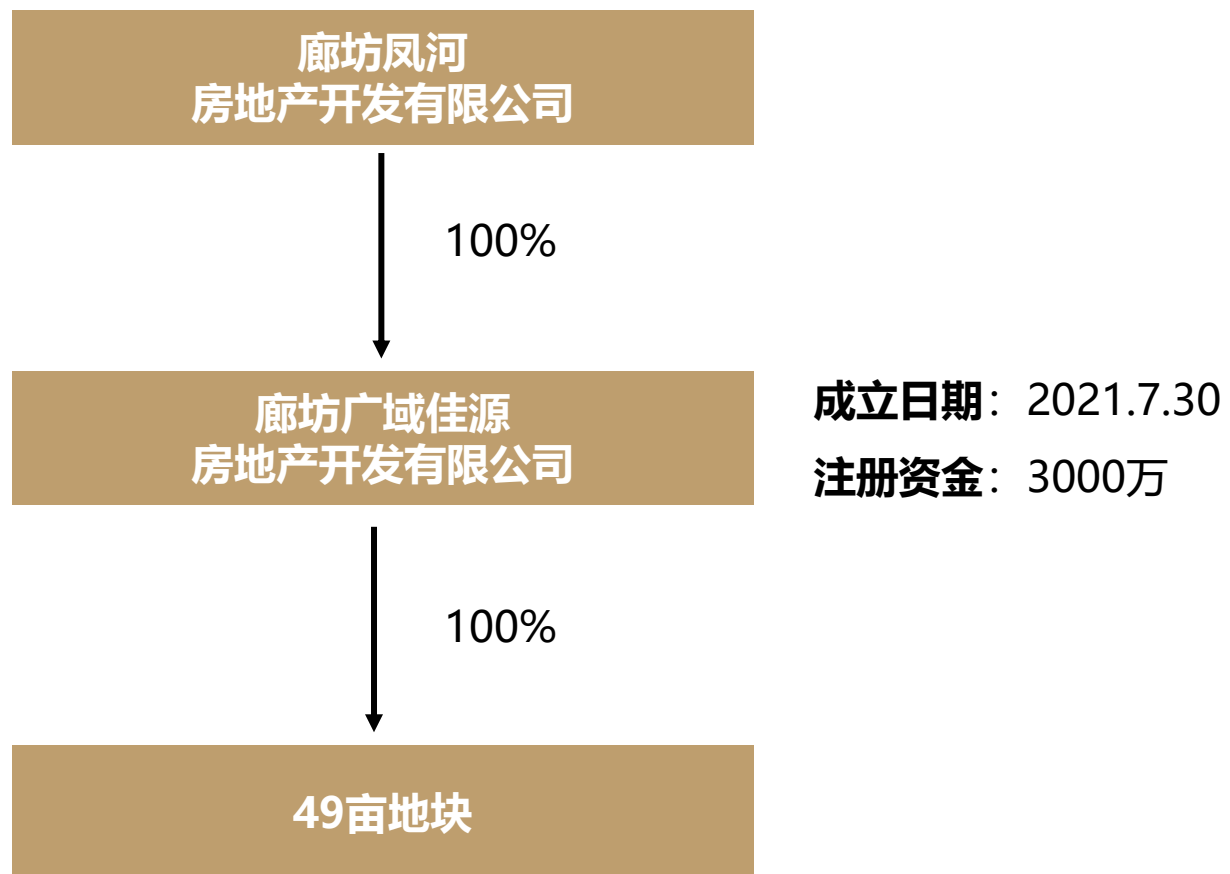 廊坊凤河
房地产开发有限公司
100%
廊坊广域佳源
房地产开发有限公司
成立日期：2021.7.30
注册资金：3000万
100%
49亩地块